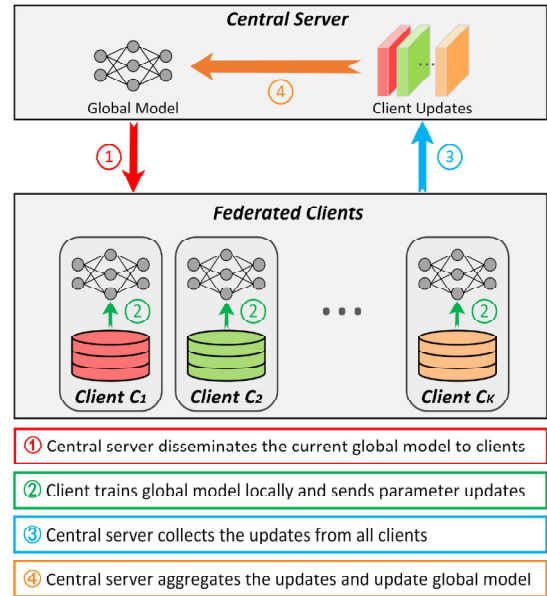 Central Server
Global Model
④
...
Client Updates
①
③
Federated Clients
②
②
②
...
Client C₁
Client C₂
Client Cₖ
① Central server disseminates the current global model to clients
② Client trains global model locally and sends parameter updates
③ Central server collects the updates from all clients
④ Central server aggregates the updates and update global model